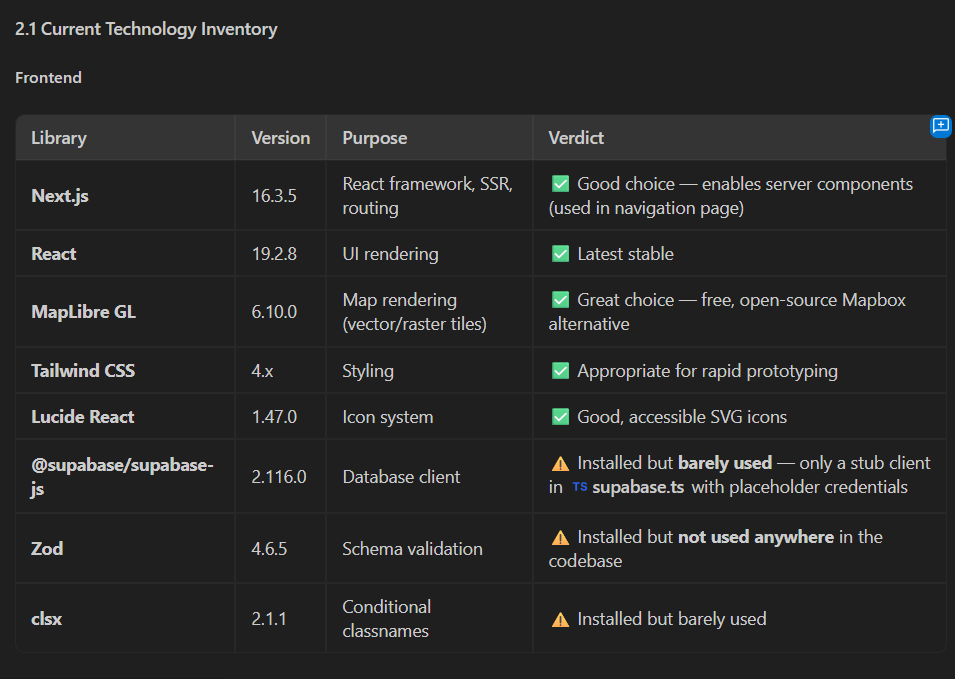 2.1 Current Technology Inventory
Frontend
Library Version Purpose Verdict
Next.js 16.3.5 React framework, SSR, routing ✅ Good choice — enables server components (used in navigation page)
React 19.2.8 UI rendering ✅ Latest stable
MapLibre GL 6.10.0 Map rendering (vector/raster tiles) ✅ Great choice — free, open-source Mapbox alternative
Tailwind CSS 4.x Styling ✅ Appropriate for rapid prototyping
Lucide React 1.47.0 Icon system ✅ Good, accessible SVG icons
@supabase/supabase-js 2.116.0 Database client ⚠️ Installed but barely used — only a stub client in TS supabase.ts with placeholder credentials
Zod 4.6.5 Schema validation ⚠️ Installed but not used anywhere in the codebase
clsx 2.1.1 Conditional classnames ⚠️ Installed but barely used